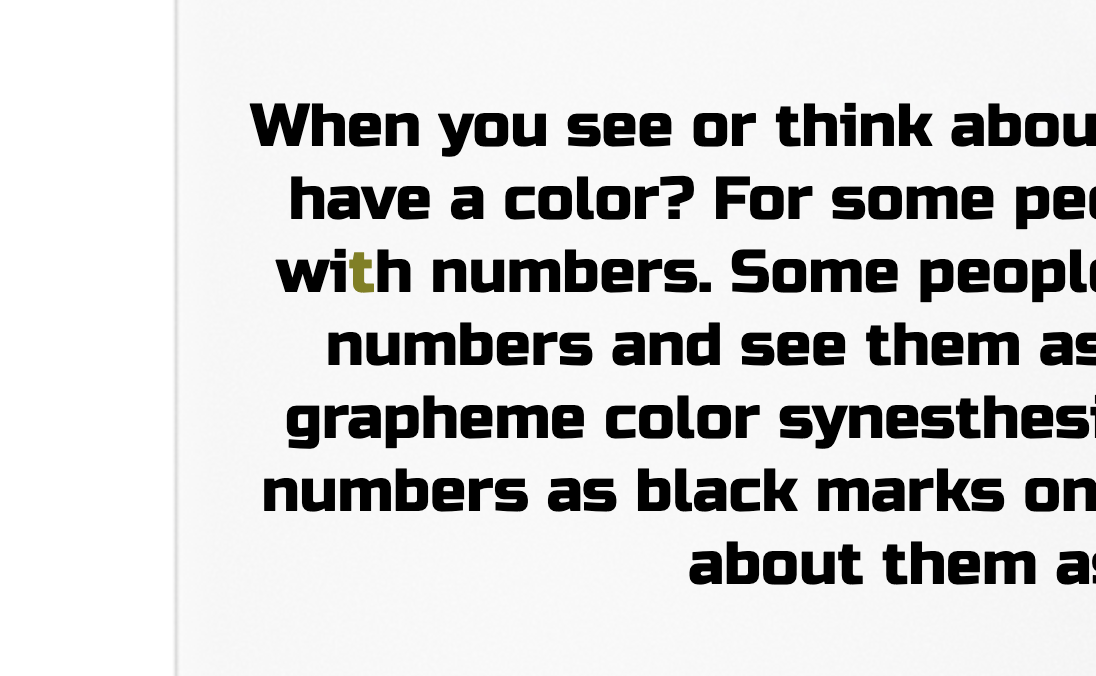 When you see or think abou
have a color? For some peo
with numbers. Some people
numbers and see them as
grapheme color synesthesi
numbers as black marks on
about them as